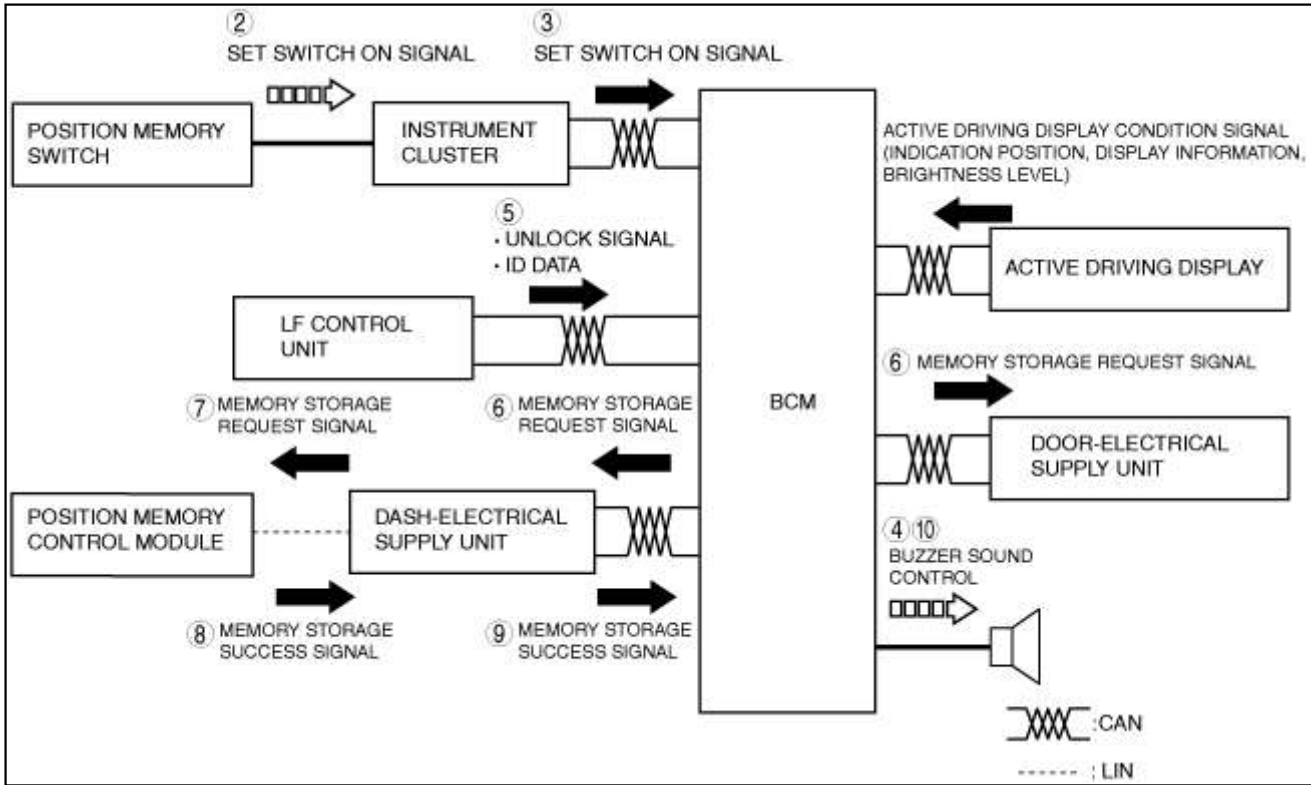 ②
SET SWITCH ON SIGNAL
③
SET SWITCH ON SIGNAL
POSITION MEMORY
SWITCH
INSTRUMENT
CLUSTER
ACTIVE DRIVING DISPLAY CONDITION SIGNAL
(INDICATION POSITION, DISPLAY INFORMATION,
BRIGHTNESS LEVEL)
⑤
· UNLOCK SIGNAL
· ID DATA
ACTIVE DRIVING DISPLAY
LF CONTROL
UNIT
BCM
⑥ MEMORY STORAGE REQUEST SIGNAL
⑦ MEMORY STORAGE
REQUEST SIGNAL
⑥ MEMORY STORAGE
REQUEST SIGNAL
DOOR-ELECTRICAL
SUPPLY UNIT
POSITION MEMORY
CONTROL MODULE
DASH-ELECTRICAL
SUPPLY UNIT
④⑩
BUZZER SOUND
CONTROL
⑧ MEMORY STORAGE
SUCCESS SIGNAL
⑨ MEMORY STORAGE
SUCCESS SIGNAL
:CAN
: LIN